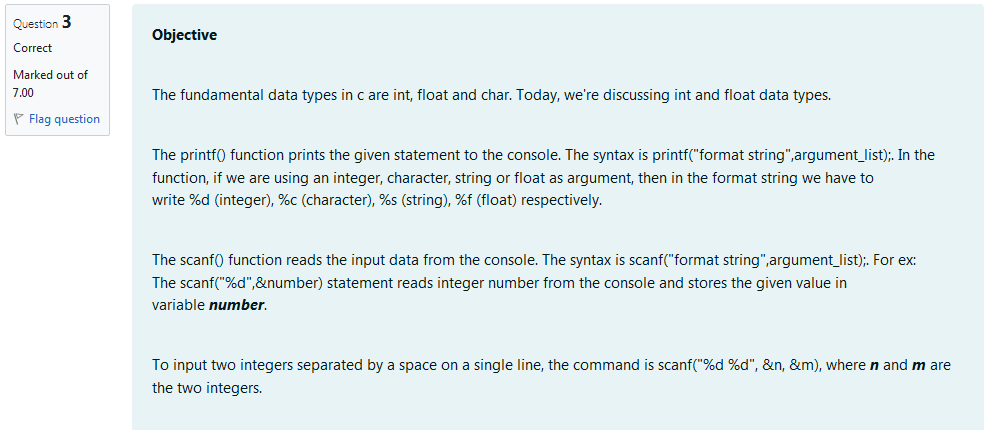 Question 3
Correct
Marked out of
7.00
Flag question
Objective
The fundamental data types in c are int, float and char. Today, we're discussing int and float data types.
The printf() function prints the given statement to the console. The syntax is printf("format string",argument_list);. In the
function, if we are using an integer, character, string or float as argument, then in the format string we have to
write %d (integer), %c (character), %s (string), %f (float) respectively.
The scanf() function reads the input data from the console. The syntax is scanf("format string",argument_list);. For ex:
The scanf("%d",&number) statement reads integer number from the console and stores the given value in
variable number.
To input two integers separated by a space on a single line, the command is scanf("%d %d", &n, &m), where n and m are
the two integers.